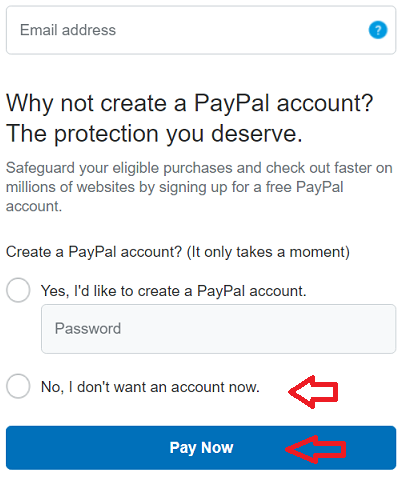 Email address
?
Why not create a PayPal account?
The protection you deserve.
Safeguard your eligible purchases and check out faster on
millions of websites by signing up for a free PayPal
account.
Create a PayPal account? (It only takes a moment)
Yes, I'd like to create a PayPal account.
Password
No, I don't want an account now.
Pay Now